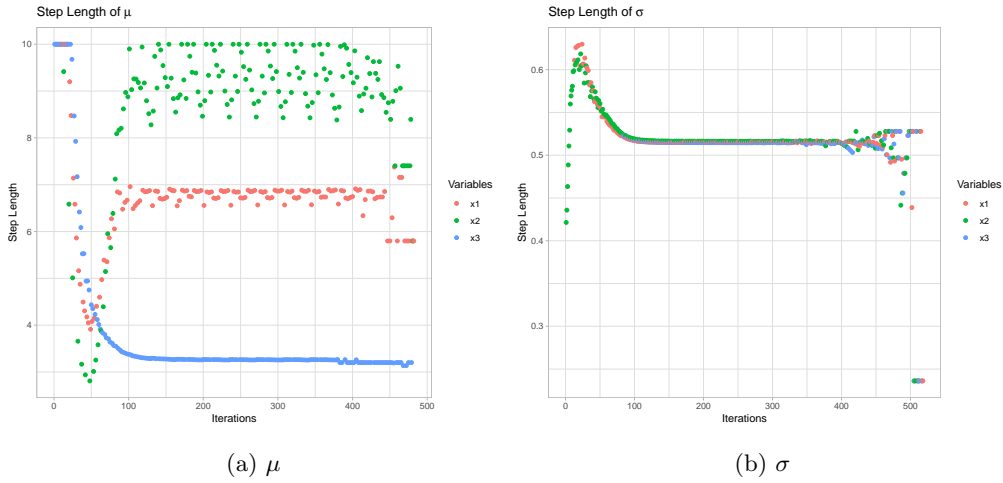 Step Length of μ
Step Length
10
8
6
4
0
100
200
300
400
500
Iterations
Variables
x1
x2
x3
(a) μ
Step Length of σ
Step Length
0.6
0.5
0.4
0.3
0
100
200
300
400
500
Iterations
Variables
x1
x2
x3
(b) σ